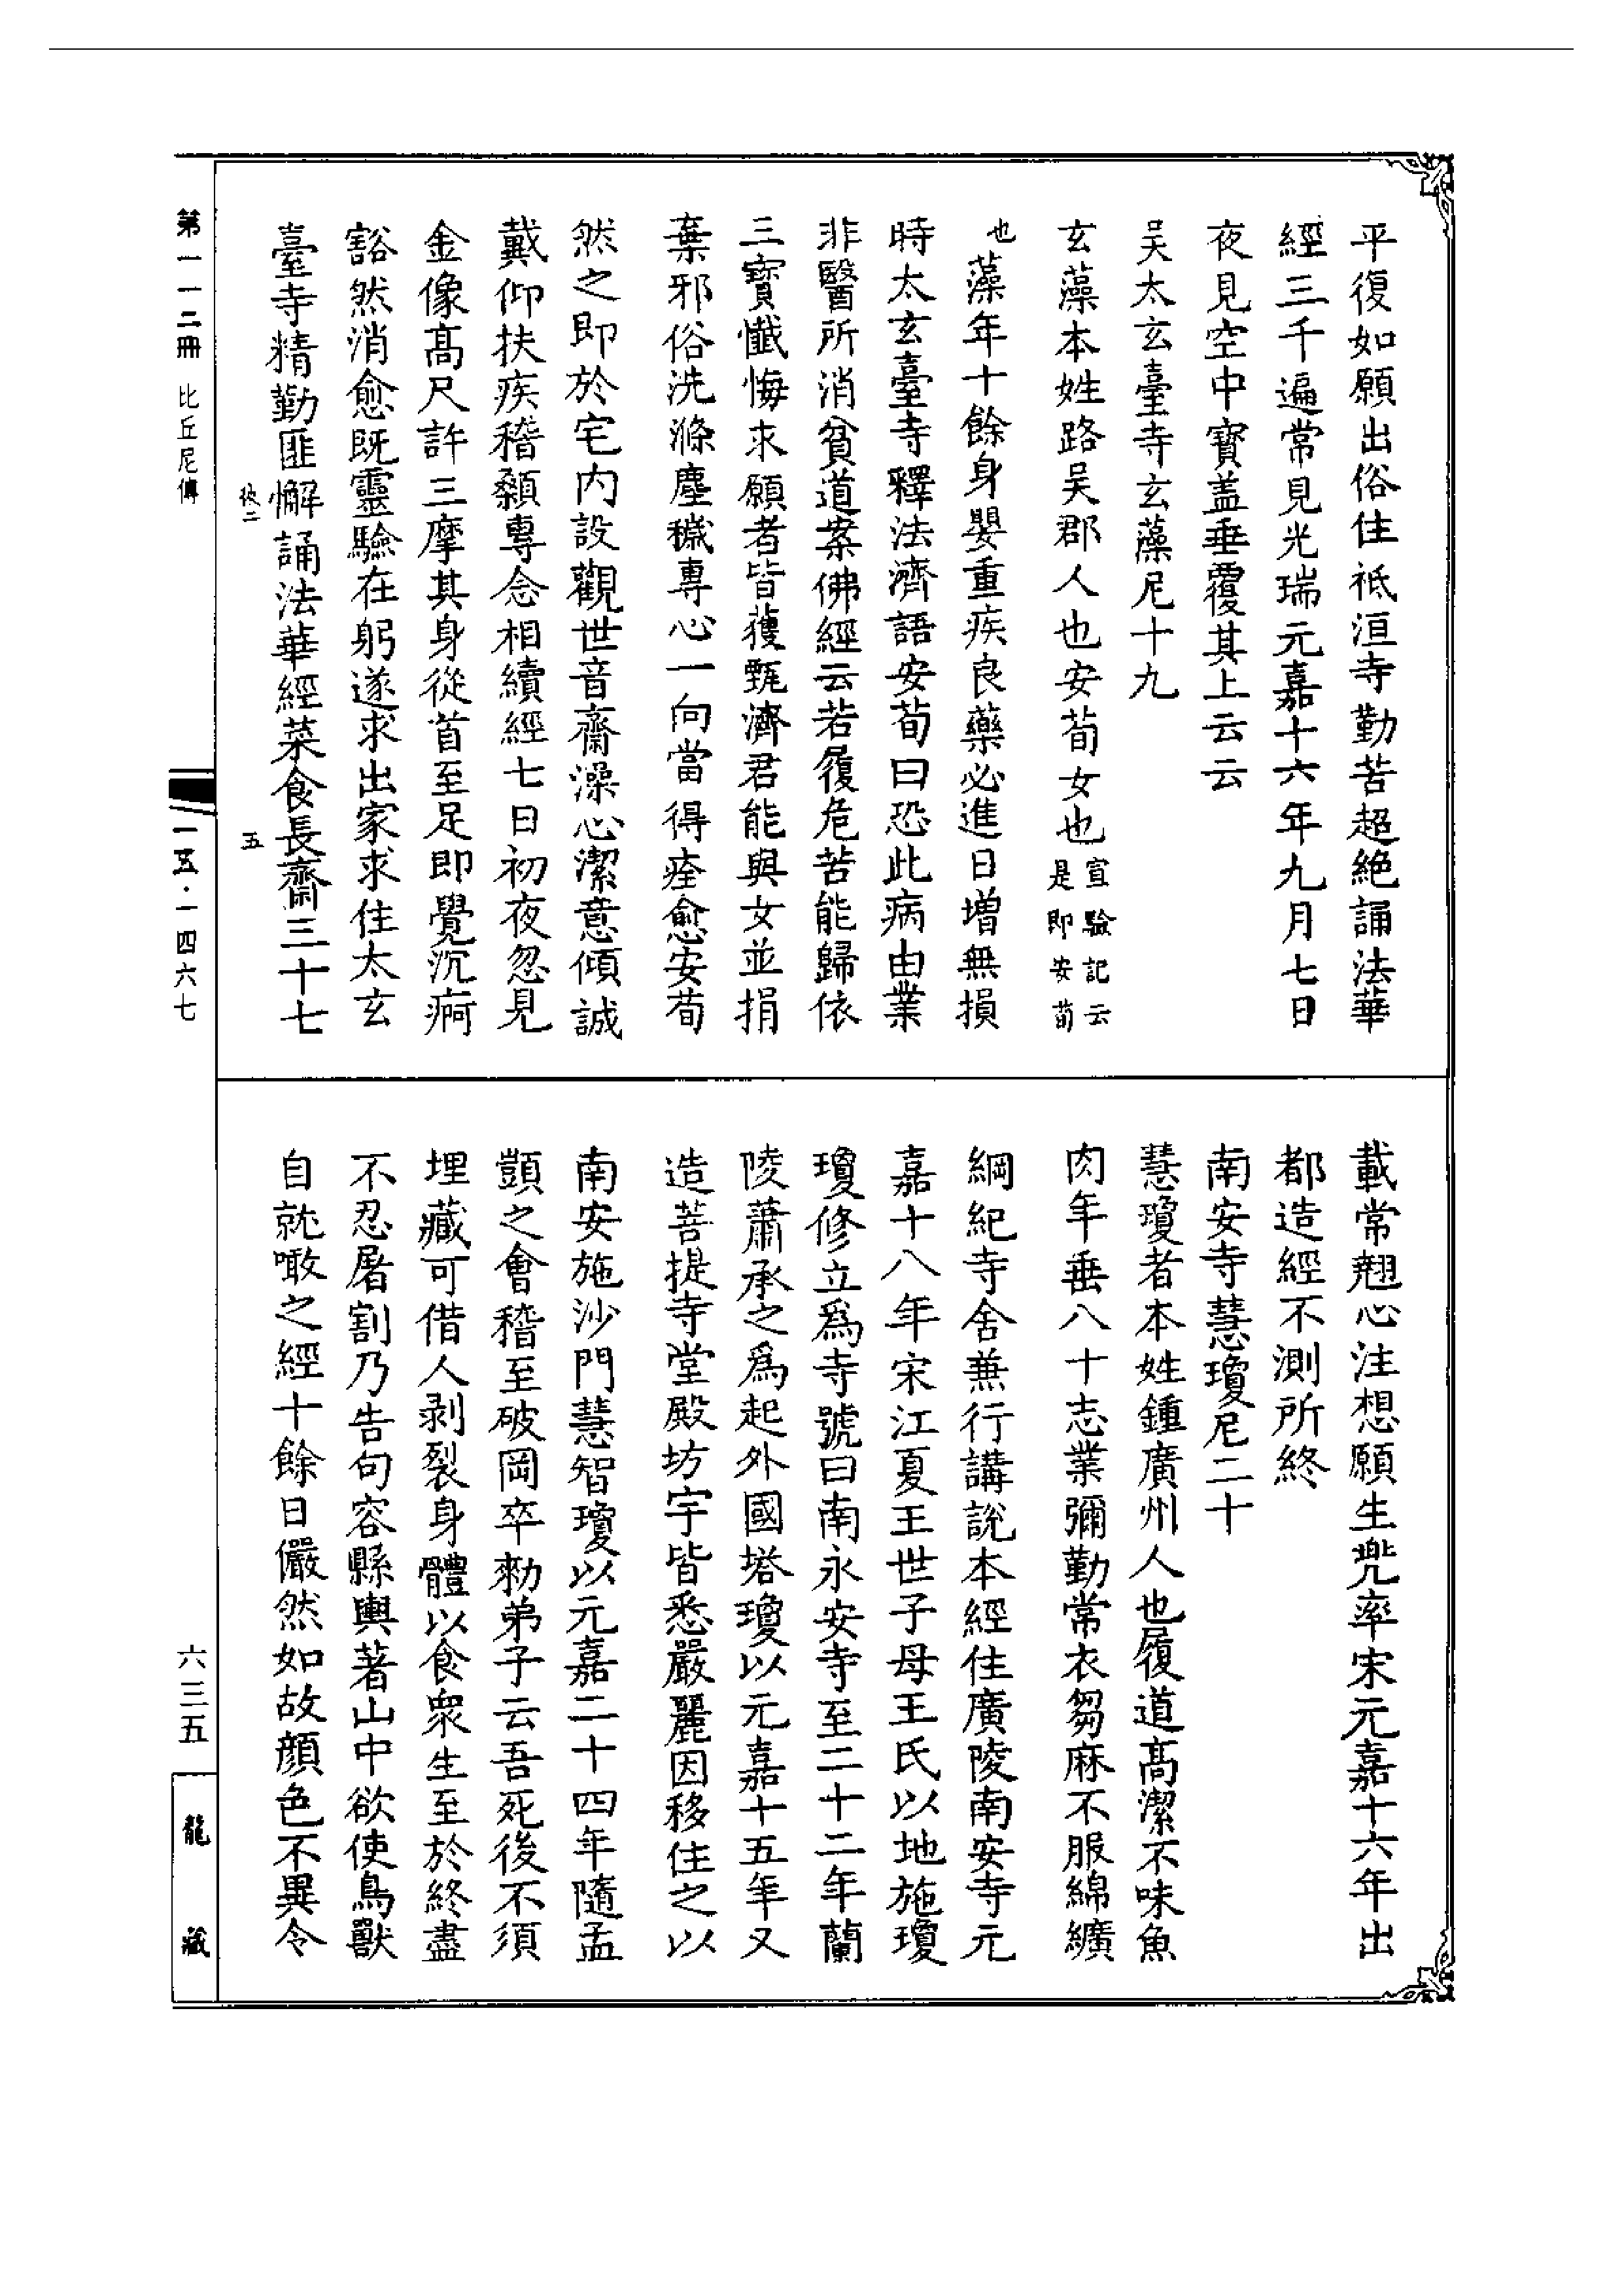 平復如願出俗住祇洹寺勤苦超絶誦法華
經三千遍常見光瑞元嘉十六年九月七日
夜見空中寳盖垂覆其上云云
吴太玄臺寺玄藻尼十九
玄藻本姓路吴郡人也安荀女也宣驗記云是即安荀
也藻年十餘身嬰重疾良藥必進日增無損
時太玄臺寺釋法濟語安荀曰恐此病由業
非醫所消貧道案佛經云若履危苦能歸依
三寳懺悔求願者皆獲甄濟君能與女並捐
棄邪俗洗滌塵穢專心一向當得痊愈安荀
然之即於宅内設觀世音齋澡心潔意傾誠
戴仰扶疾稽顙專念相續經七日初夜忽見
金像髙尺許三摩其身從首至足即覺沉痾
豁然消愈既靈驗在躬遂求出家求住太玄
臺寺精勤匪懈誦法華經菜食長齋三十七
載常翹心注想願生兜率宋元嘉十六年出
都造經不測所終
南安寺慧瓊尼二十
慧瓊者本姓鍾廣州人也履道髙潔不味魚
肉年垂八十志業彌勤常衣芻麻不服綿纊
綱紀寺舍兼行講說本經住廣陵南安寺元
嘉十八年宋江夏王世子母王氏以地施瓊
瓊修立爲寺號曰南永安寺至二十二年蘭
陵蕭承之爲起外國塔瓊以元嘉十五年又
造菩提寺堂殿坊宇皆悉嚴麗因移住之以
南安施沙門慧智瓊以元嘉二十四年隨孟
顗之會稽至破岡卒勑弟子云吾死後不須
埋藏可借人剥裂身體以食衆生至於終盡
不忍屠割乃告句容縣輿著山中欲使鳥獸
自就噉之經十餘日儼然如故顔色不異令
第一一二冊 比丘尼傳
五
一五·一四六七
六三五
龍藏